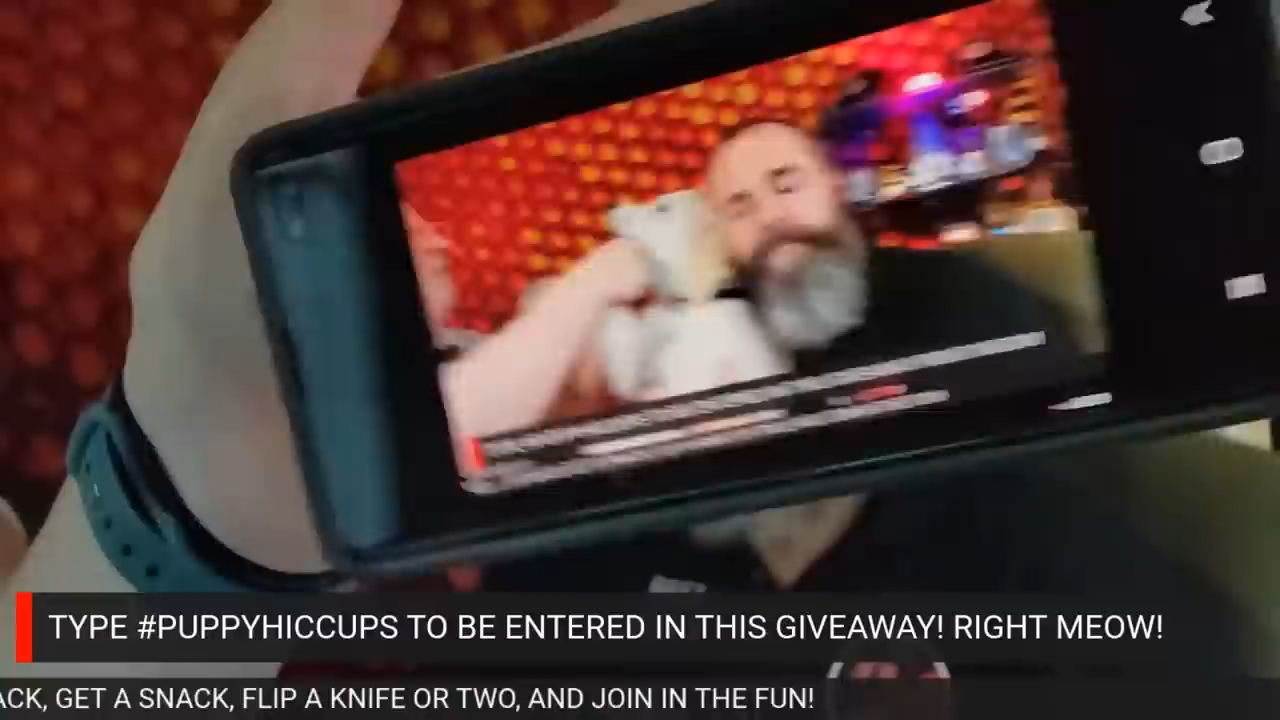 TYPE #PUPPYHICCUPS TO BE ENTERED IN THIS GIVEAWAY! RIGHT MEOW!
ACK, GET A SNACK, FLIP A KNIFE OR TWO, AND JOIN IN THE FUN!